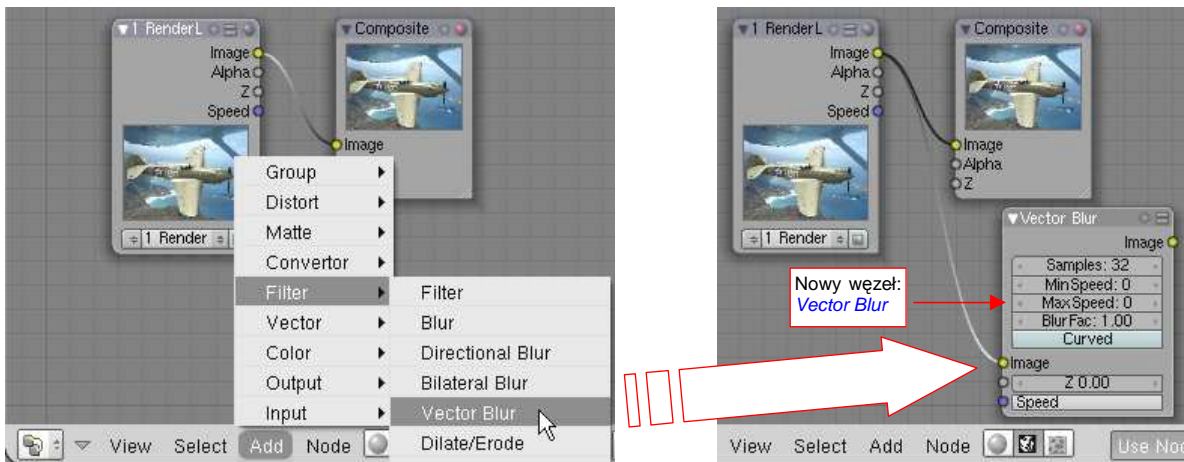 1 RenderL
Image
Alpha
Z
Speed
1 Render
Composite
Image
Group
Distort
Matte
Convertor
Filter
Vector
Color
Output
Input
Filter
Blur
Directional Blur
Bilateral Blur
Vector Blur
Dilate/Erode
View Select Add Node
1 RenderL
Image
Alpha
Z
Speed
1 Render
Composite
Image
Alpha
Z
Nowy węzeł:
Vector Blur
Vector Blur
Image
Samples: 32
MinSpeed: 0
MaxSpeed: 0
BlurFac: 1.00
Curved
Image
Z 0.00
Speed
View Select Add Node Use Nod